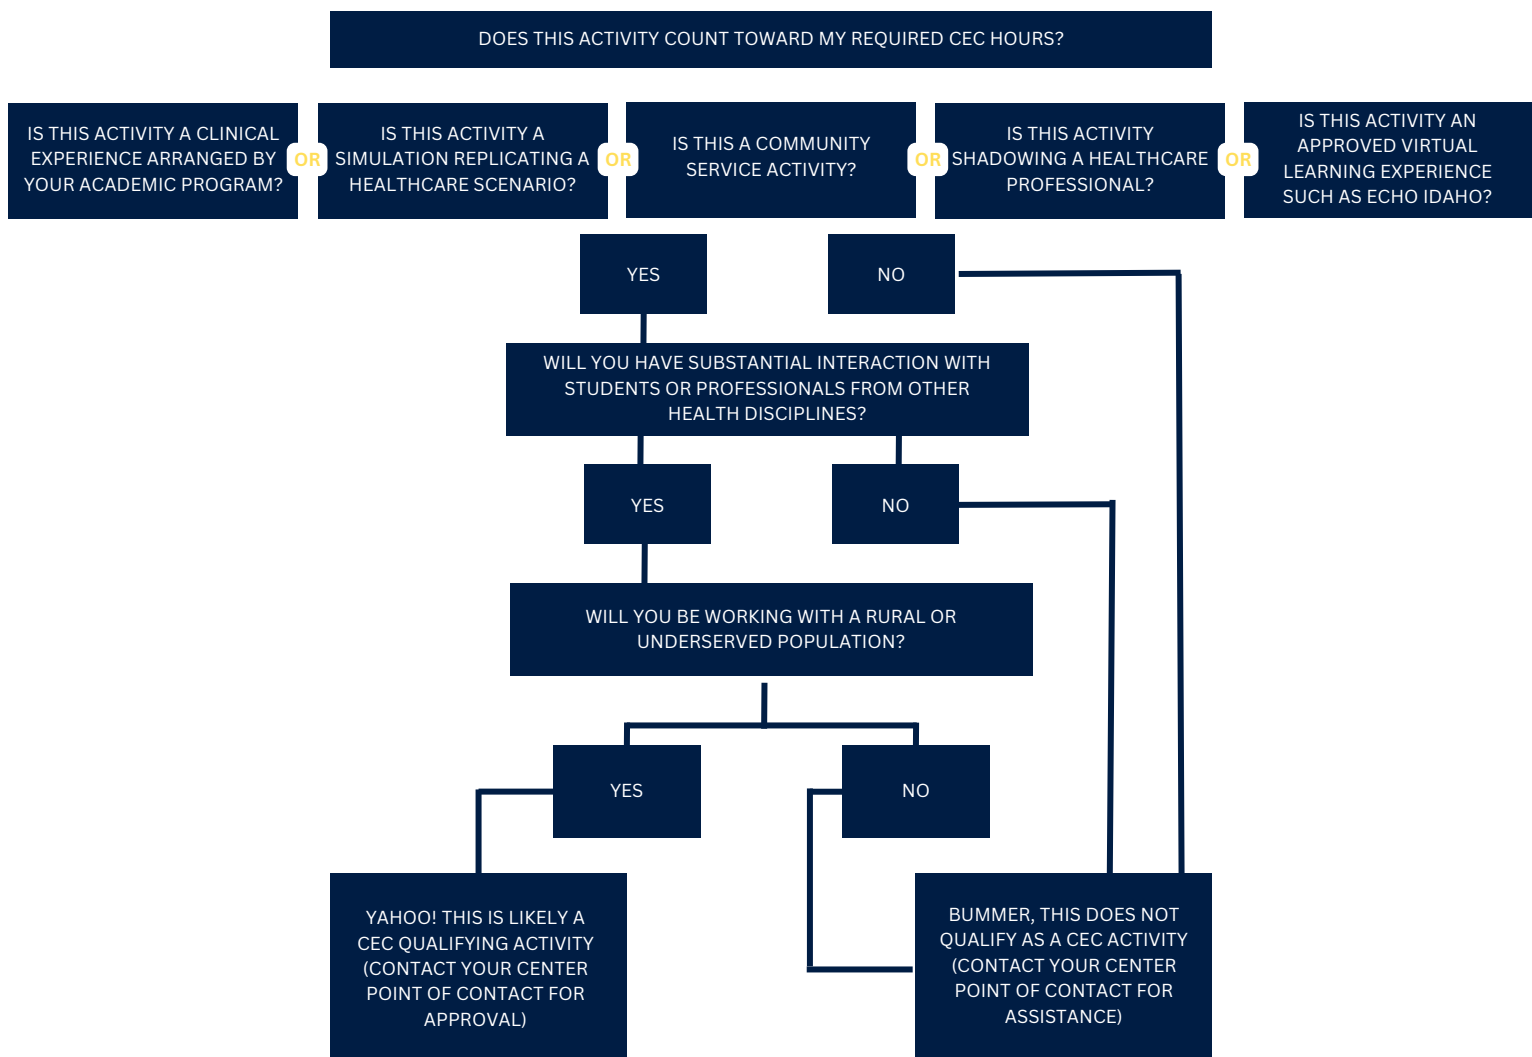 DOES THIS ACTIVITY COUNT TOWARD MY REQUIRED CEC HOURS?
IS THIS ACTIVITY A CLINICAL
EXPERIENCE ARRANGED BY
YOUR ACADEMIC PROGRAM?
OR
IS THIS ACTIVITY A
SIMULATION REPLICATING A
HEALTHCARE SCENARIO?
OR
IS THIS A COMMUNITY
SERVICE ACTIVITY?
OR
IS THIS ACTIVITY
SHADOWING A HEALTHCARE
PROFESSIONAL?
OR
IS THIS ACTIVITY AN
APPROVED VIRTUAL
LEARNING EXPERIENCE
SUCH AS ECHO IDAHO?
YES
NO
WILL YOU HAVE SUBSTANTIAL INTERACTION WITH
STUDENTS OR PROFESSIONALS FROM OTHER
HEALTH DISCIPLINES?
YES
NO
WILL YOU BE WORKING WITH A RURAL OR
UNDERSERVED POPULATION?
YES
NO
YAHOO! THIS IS LIKELY A
CEC QUALIFYING ACTIVITY
(CONTACT YOUR CENTER
POINT OF CONTACT FOR
APPROVAL)
BUMMER, THIS DOES NOT
QUALIFY AS A CEC ACTIVITY
(CONTACT YOUR CENTER
POINT OF CONTACT FOR
ASSISTANCE)